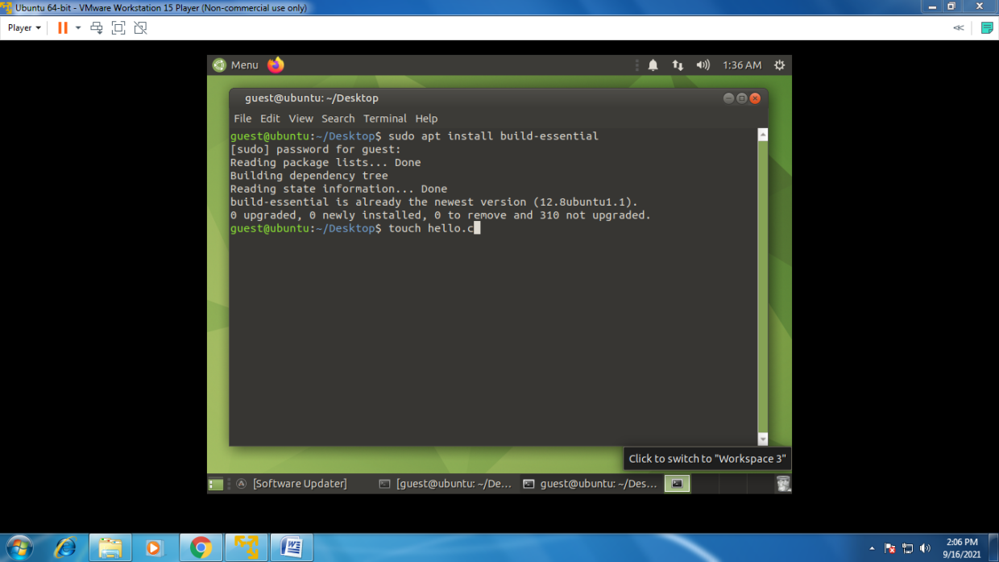 Ubuntu 64-bit - VMware Workstation 15 Player (Non-commercial use only)
Player
Menu
1:36 AM
guest@ubuntu: ~/Desktop
File Edit View Search Terminal Help
guest@ubuntu:~/Desktop$ sudo apt install build-essential
[sudo] password for guest:
Reading package lists... Done
Building dependency tree
Reading state information... Done
build-essential is already the newest version (12.8ubuntu1.1).
0 upgraded, 0 newly installed, 0 to remove and 310 not upgraded.
guest@ubuntu:~/Desktop$ touch hello.c
Click to switch to "Workspace 3"
[Software Updater] [guest@ubuntu: ~/De... guest@ubuntu: ~/Des...
2:06 PM
9/16/2021